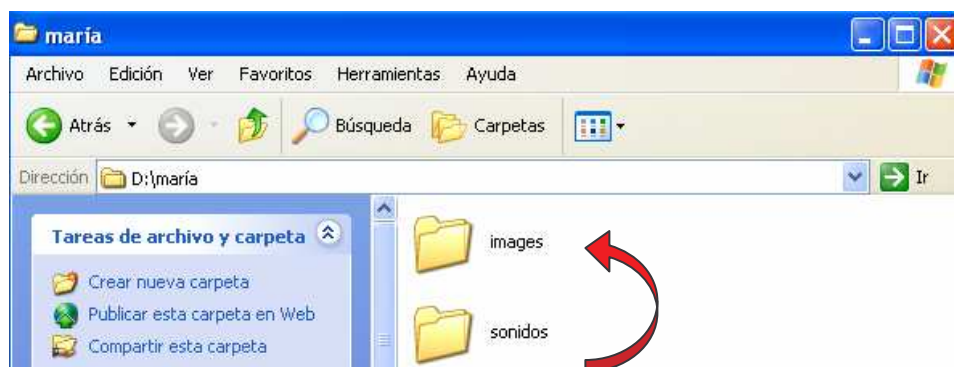 maría
Archivo Edición Ver Favoritos Herramientas Ayuda
Atrás Búsqueda Carpetas
Dirección D:\maría Ir
Tareas de archivo y carpeta
Crear nueva carpeta
Publicar esta carpeta en Web
Compartir esta carpeta
images
sonidos